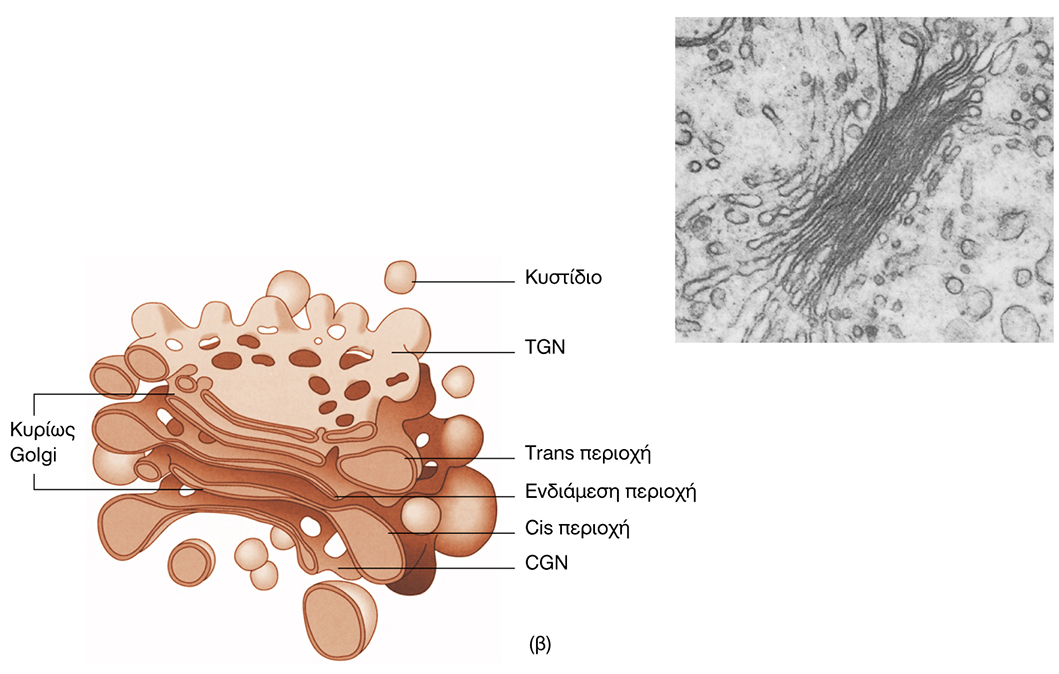 Κυστίδιο
TGN
Κυρίως
Golgi
Trans περιοχή
Ενδιάμεση περιοχή
Cis περιοχή
CGN
(β)